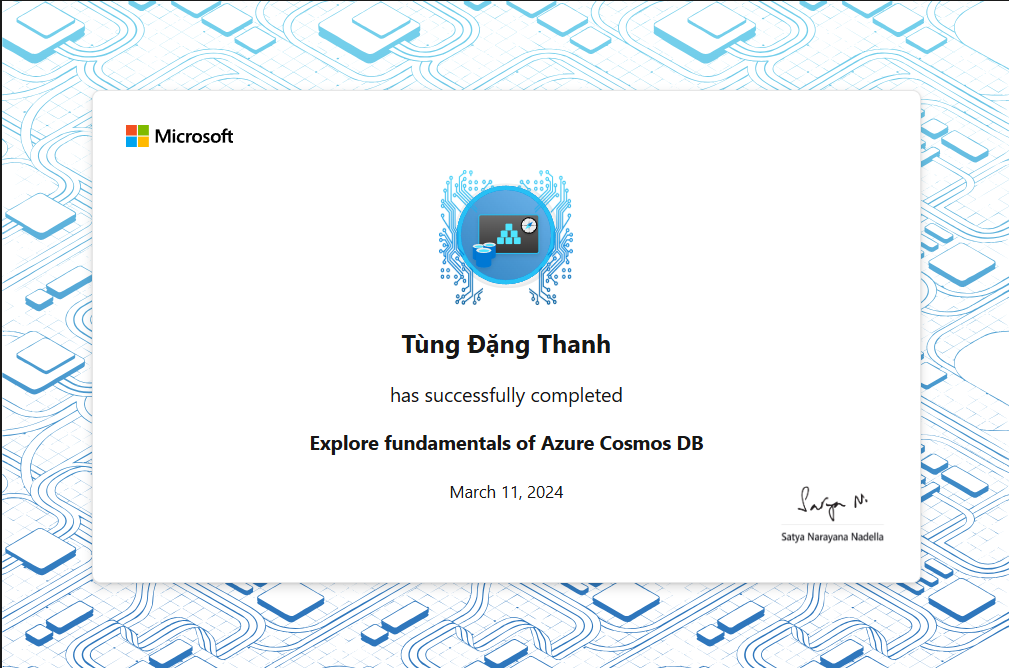 Microsoft
Tùng Đặng Thanh
has successfully completed
Explore fundamentals of Azure Cosmos DB
March 11, 2024
Satya N.
Satya Narayana Nadella